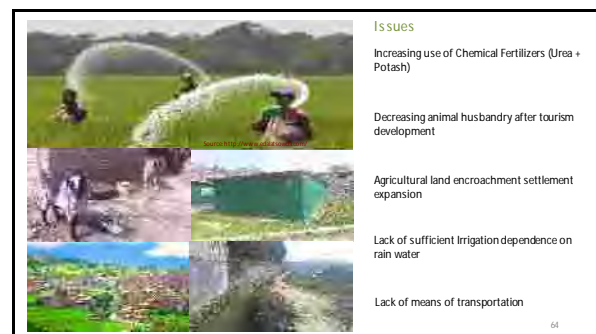 Issues
Increasing use of Chemical Fertilizers (Urea +
Potash)
Decreasing animal husbandry after tourism
development
Agricultural land encroachment settlement
expansion
Lack of sufficient Irrigation dependence on
rain water
Lack of means of transportation
64